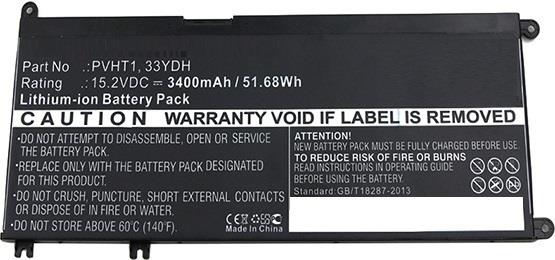 Part No .:PVHT1, 33YDH
Rating .:15.2VDC ⎓ 3400mAh / 51.68Wh
Lithium-ion Battery Pack
CAUTION WARRANTY VOID IF LABEL IS REMOVED
•DO NOT ATTEMPT TO DISASSEMBLE, OPEN OR SERVICE
THE BATTERY PACK
•REPLACE ONLY WITH THE BATTERY PACK DESIGNATED
FOR THIS PRODUCT
•DO NOT CRUSH, PUNCTURE, SHORT EXTERNAL CONTACTS
OR DISPOSE OF IN FIRE OR WATER
•DO NOT STORE ABOVE 60°C (140°F)
ATTENTION!
NEW BATTERY PACK MUST BE FULLY CHARGED BEFORE USE
TO REDUCE RISK OF FIRE OR BURNS
READ INSTRUCTIONS IN OPERATING GUIDE
BEFORE USING THIS BATTERY
Standard:GB/T18287-2013
CE FC
Made In China